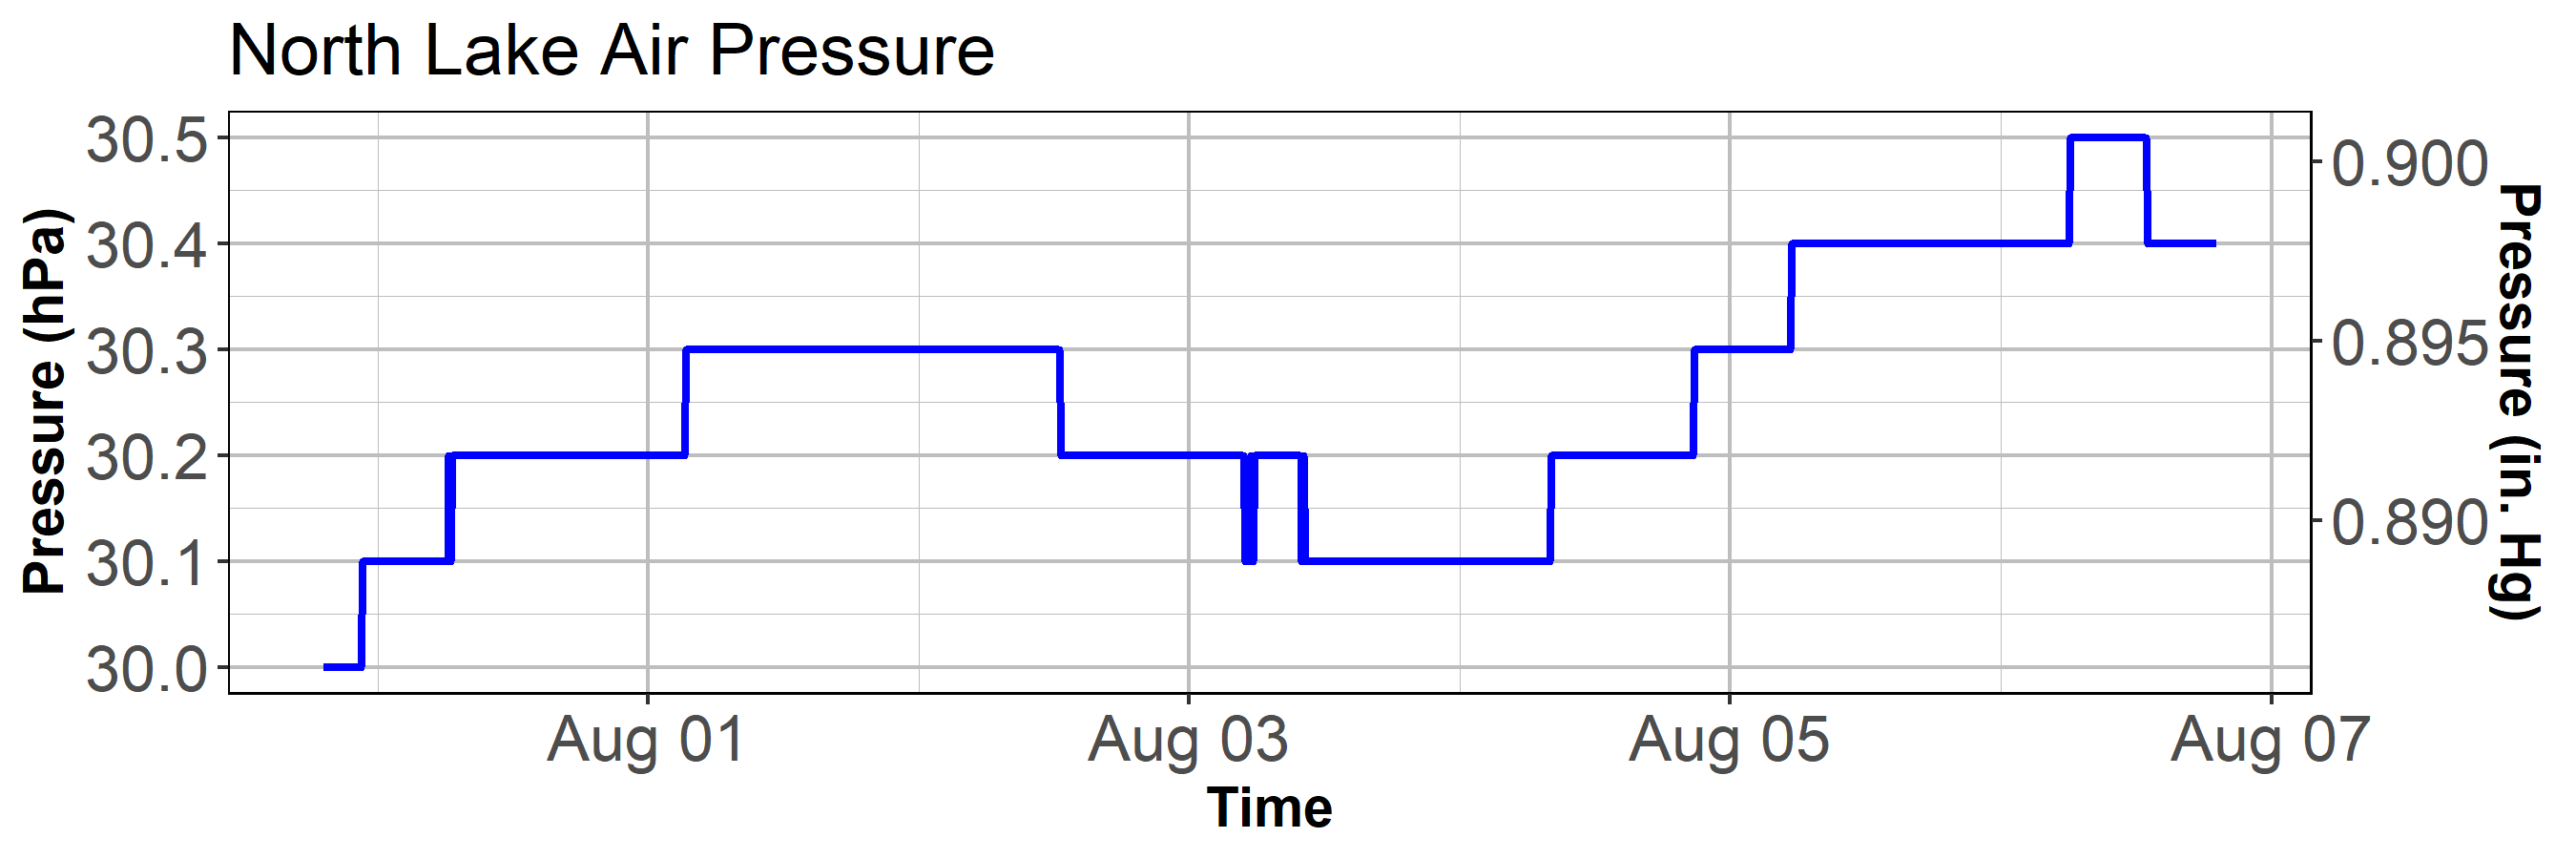 North Lake Air Pressure
30.5
30.4
30.3
30.2
30.1
30.0
Pressure (hPa)
0.900
0.895
0.890
Pressure (in. Hg)
Aug 01
Aug 03
Aug 05
Aug 07
Time